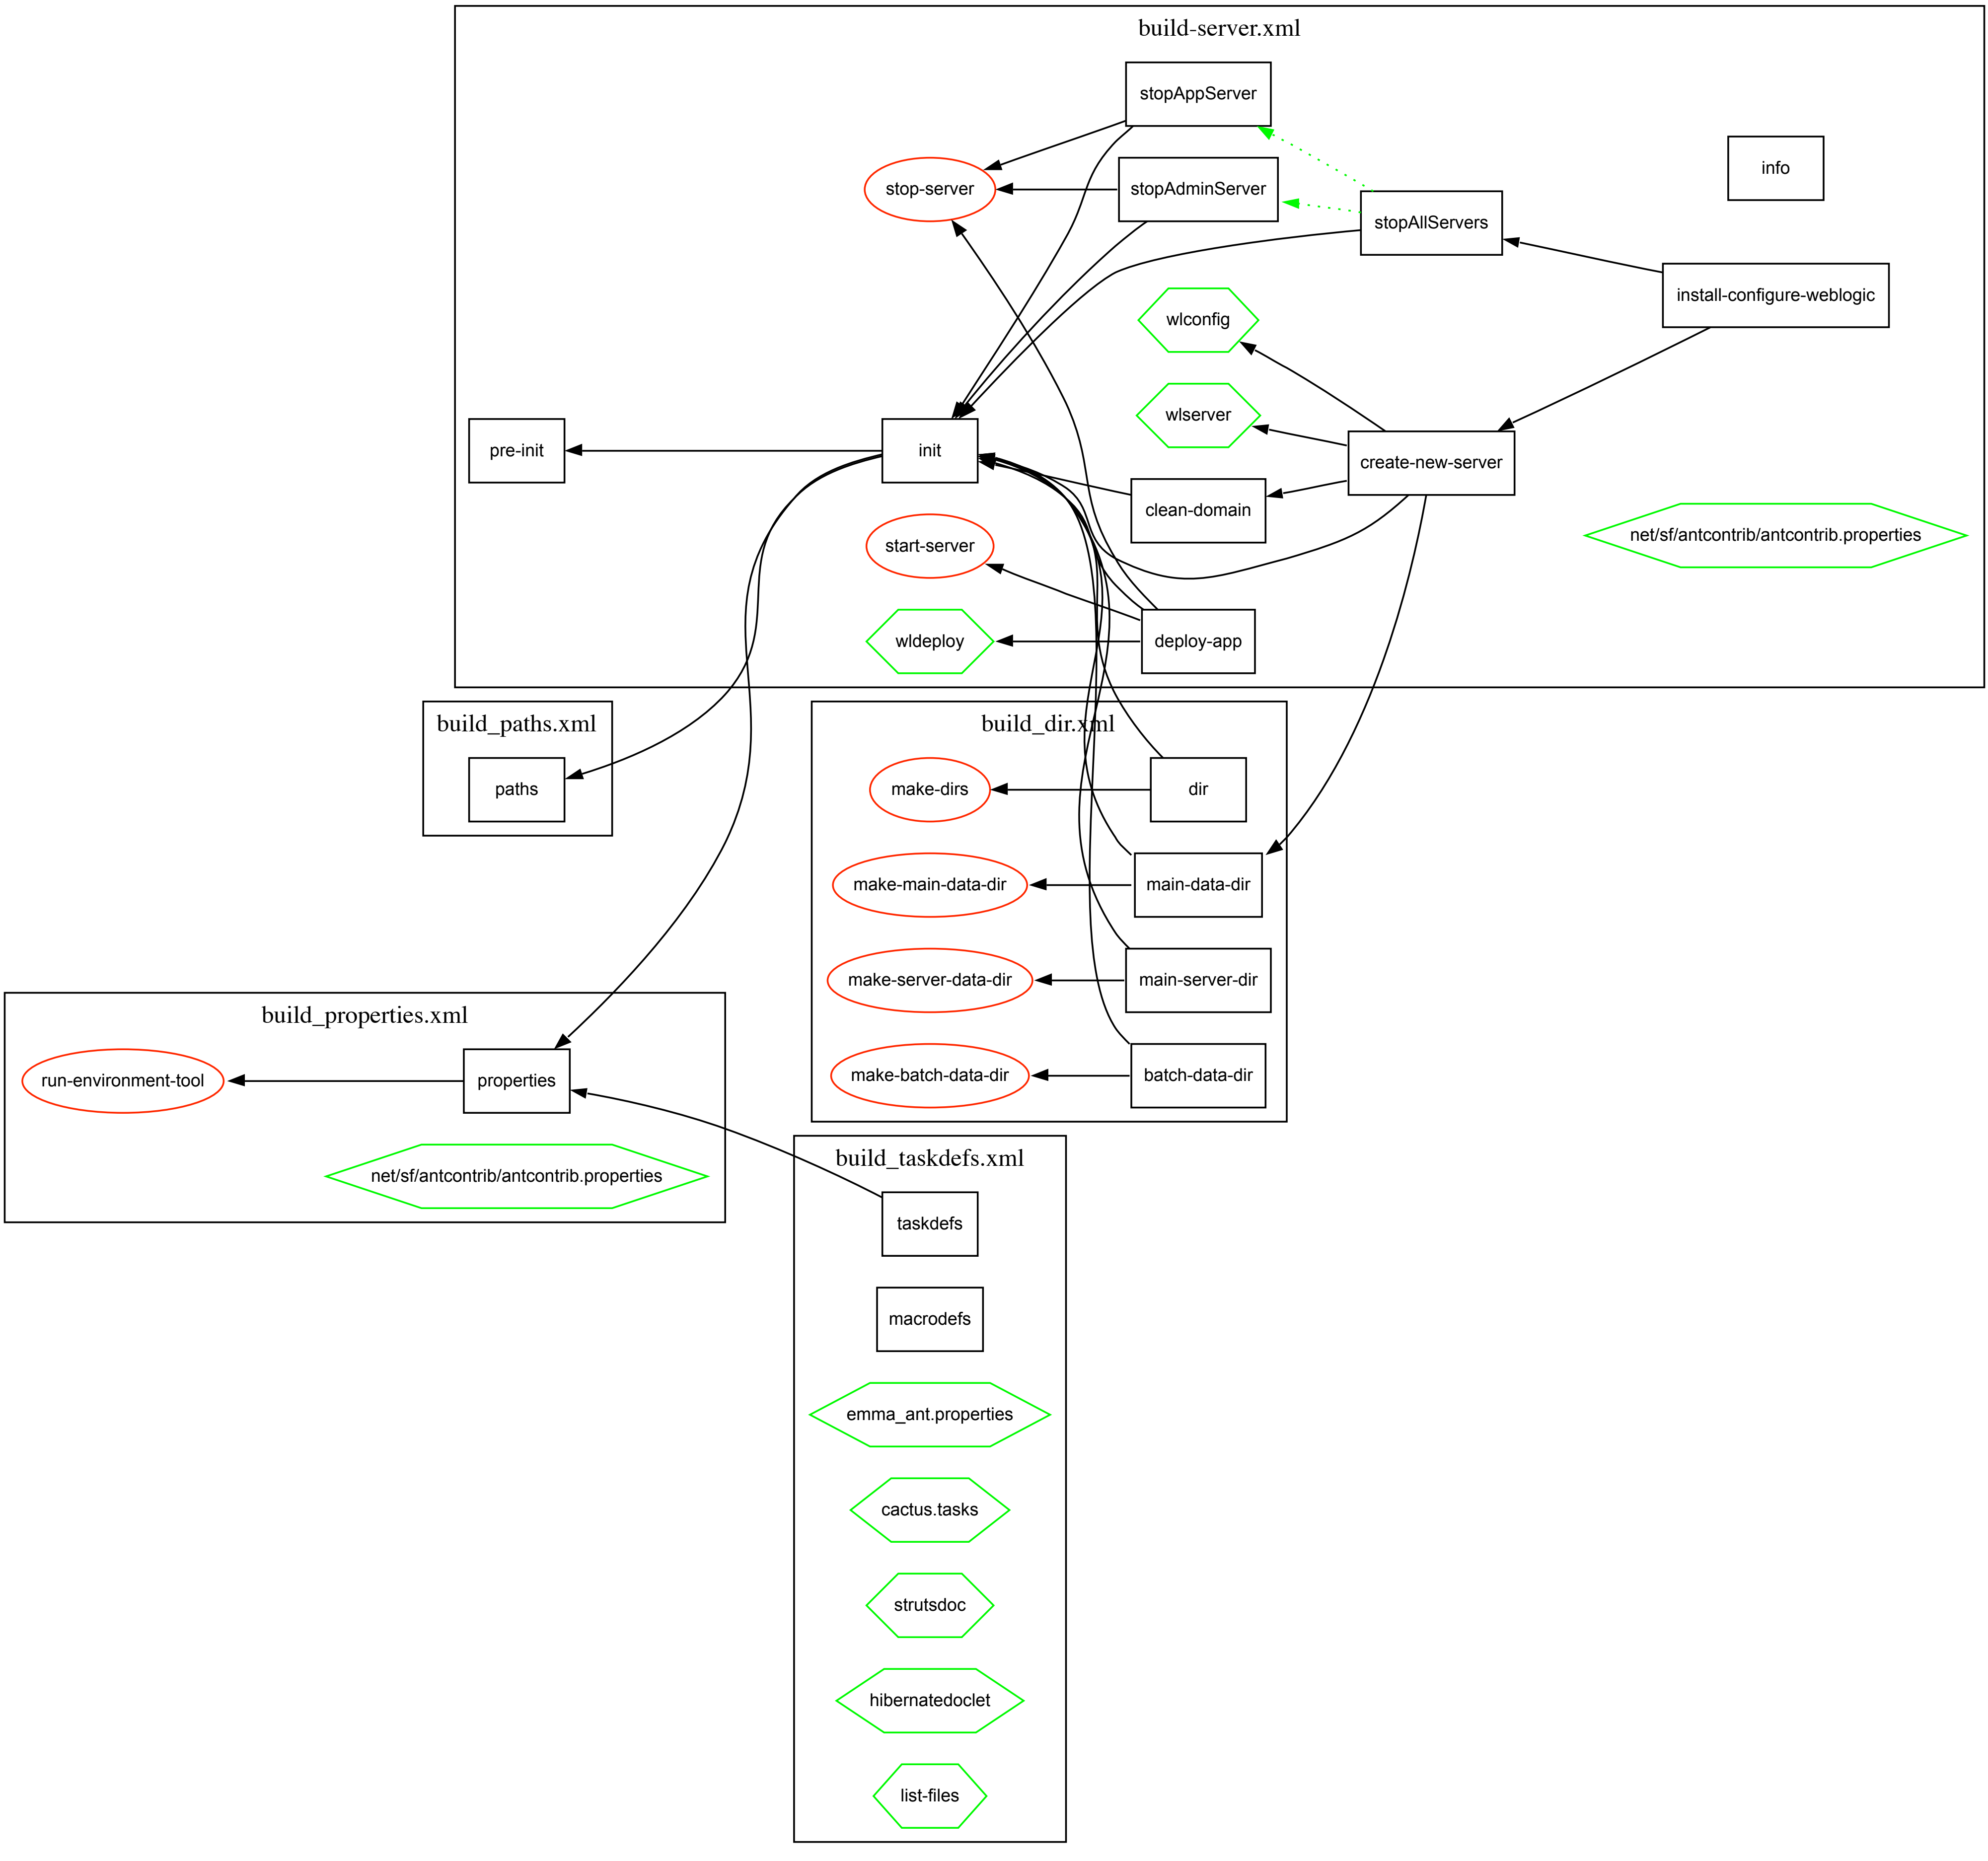 build-server.xml
stopAppServer
info
stop-server
stopAdminServer
stopAllServers
install-configure-weblogic
wlconfig
wlserver
pre-init
init
create-new-server
clean-domain
net/sf/antcontrib/antcontrib.properties
start-server
wldeploy
deploy-app
build_paths.xml
paths
build_dir.xml
make-dirs
dir
make-main-data-dir
main-data-dir
make-server-data-dir
main-server-dir
make-batch-data-dir
batch-data-dir
build_properties.xml
run-environment-tool
properties
net/sf/antcontrib/antcontrib.properties
build_taskdefs.xml
taskdefs
macrodefs
emma_ant.properties
cactus.tasks
strutsdoc
hibernatedoclet
list-files